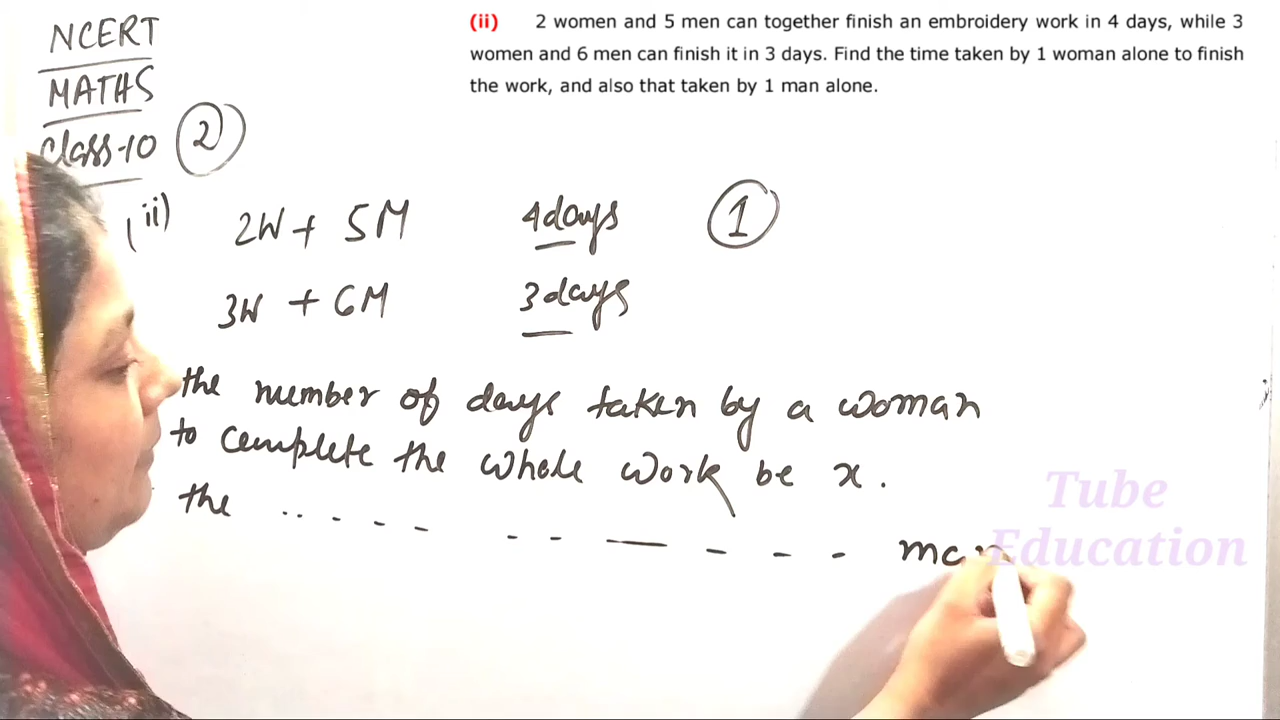 NCERT
MATHS
Class-10 2
(ii) 2 women and 5 men can together finish an embroidery work in 4 days, while 3
women and 6 men can finish it in 3 days. Find the time taken by 1 woman alone to finish
the work, and also that taken by 1 man alone.
(ii) 2W + 5M 4days 1
3W + 6M 3days
the number of days taken by a woman
to complete the whole work be x.
the .. - - - - - — - - - man
Tube
Education